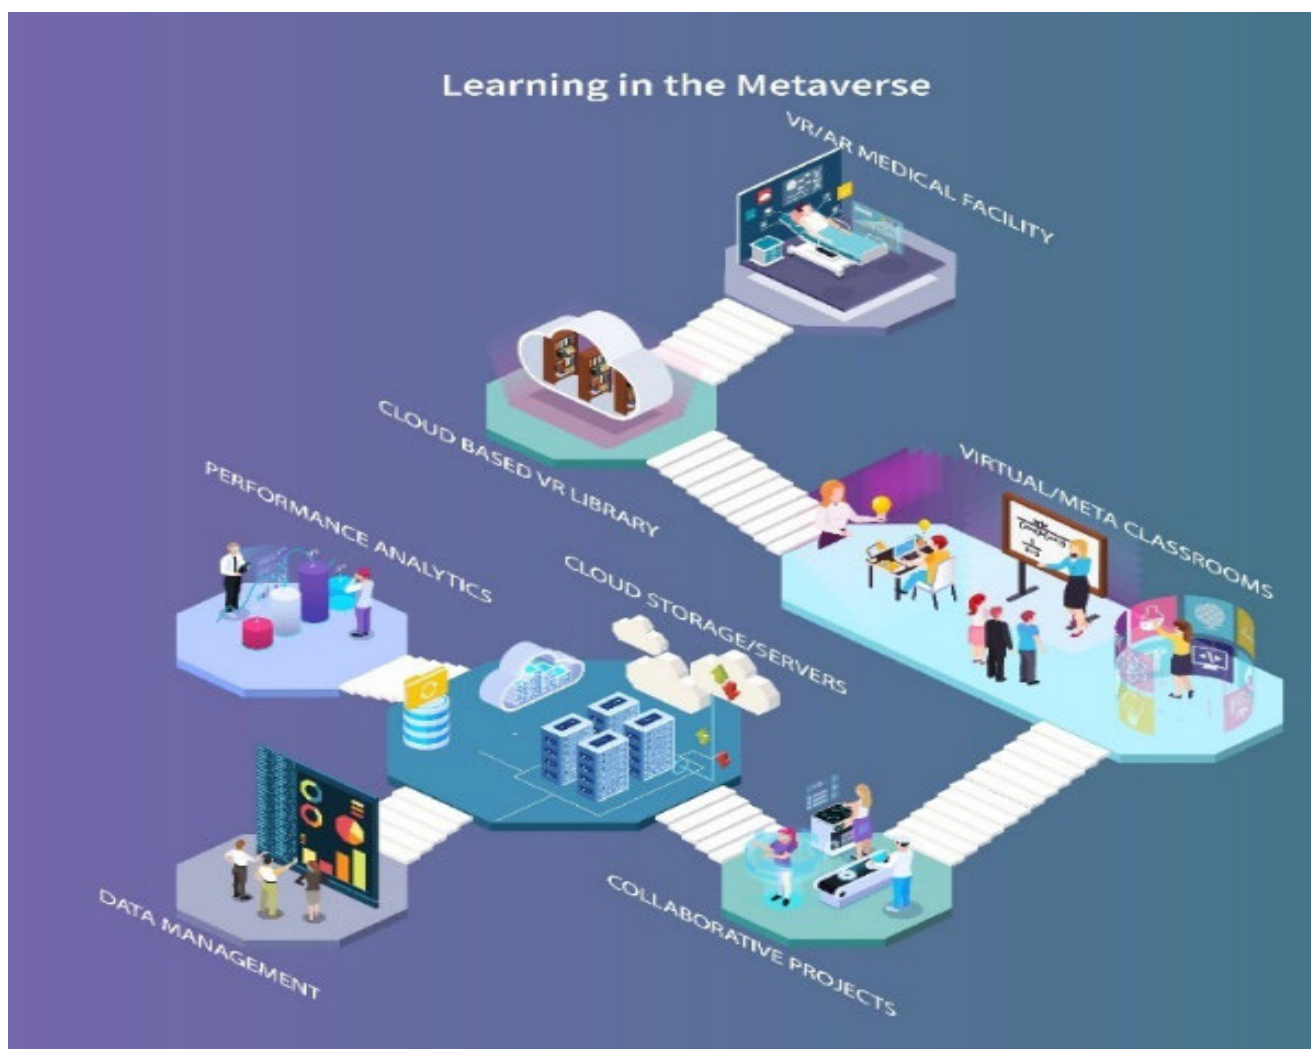 Learning in the Metaverse
VR/AR MEDICAL FACILITY
CLOUD BASED VR LIBRARY
VIRTUAL/META CLASSROOMS
PERFORMANCE ANALYTICS
CLOUD STORAGE/SERVERS
DATA MANAGEMENT
COLLABORATIVE PROJECTS